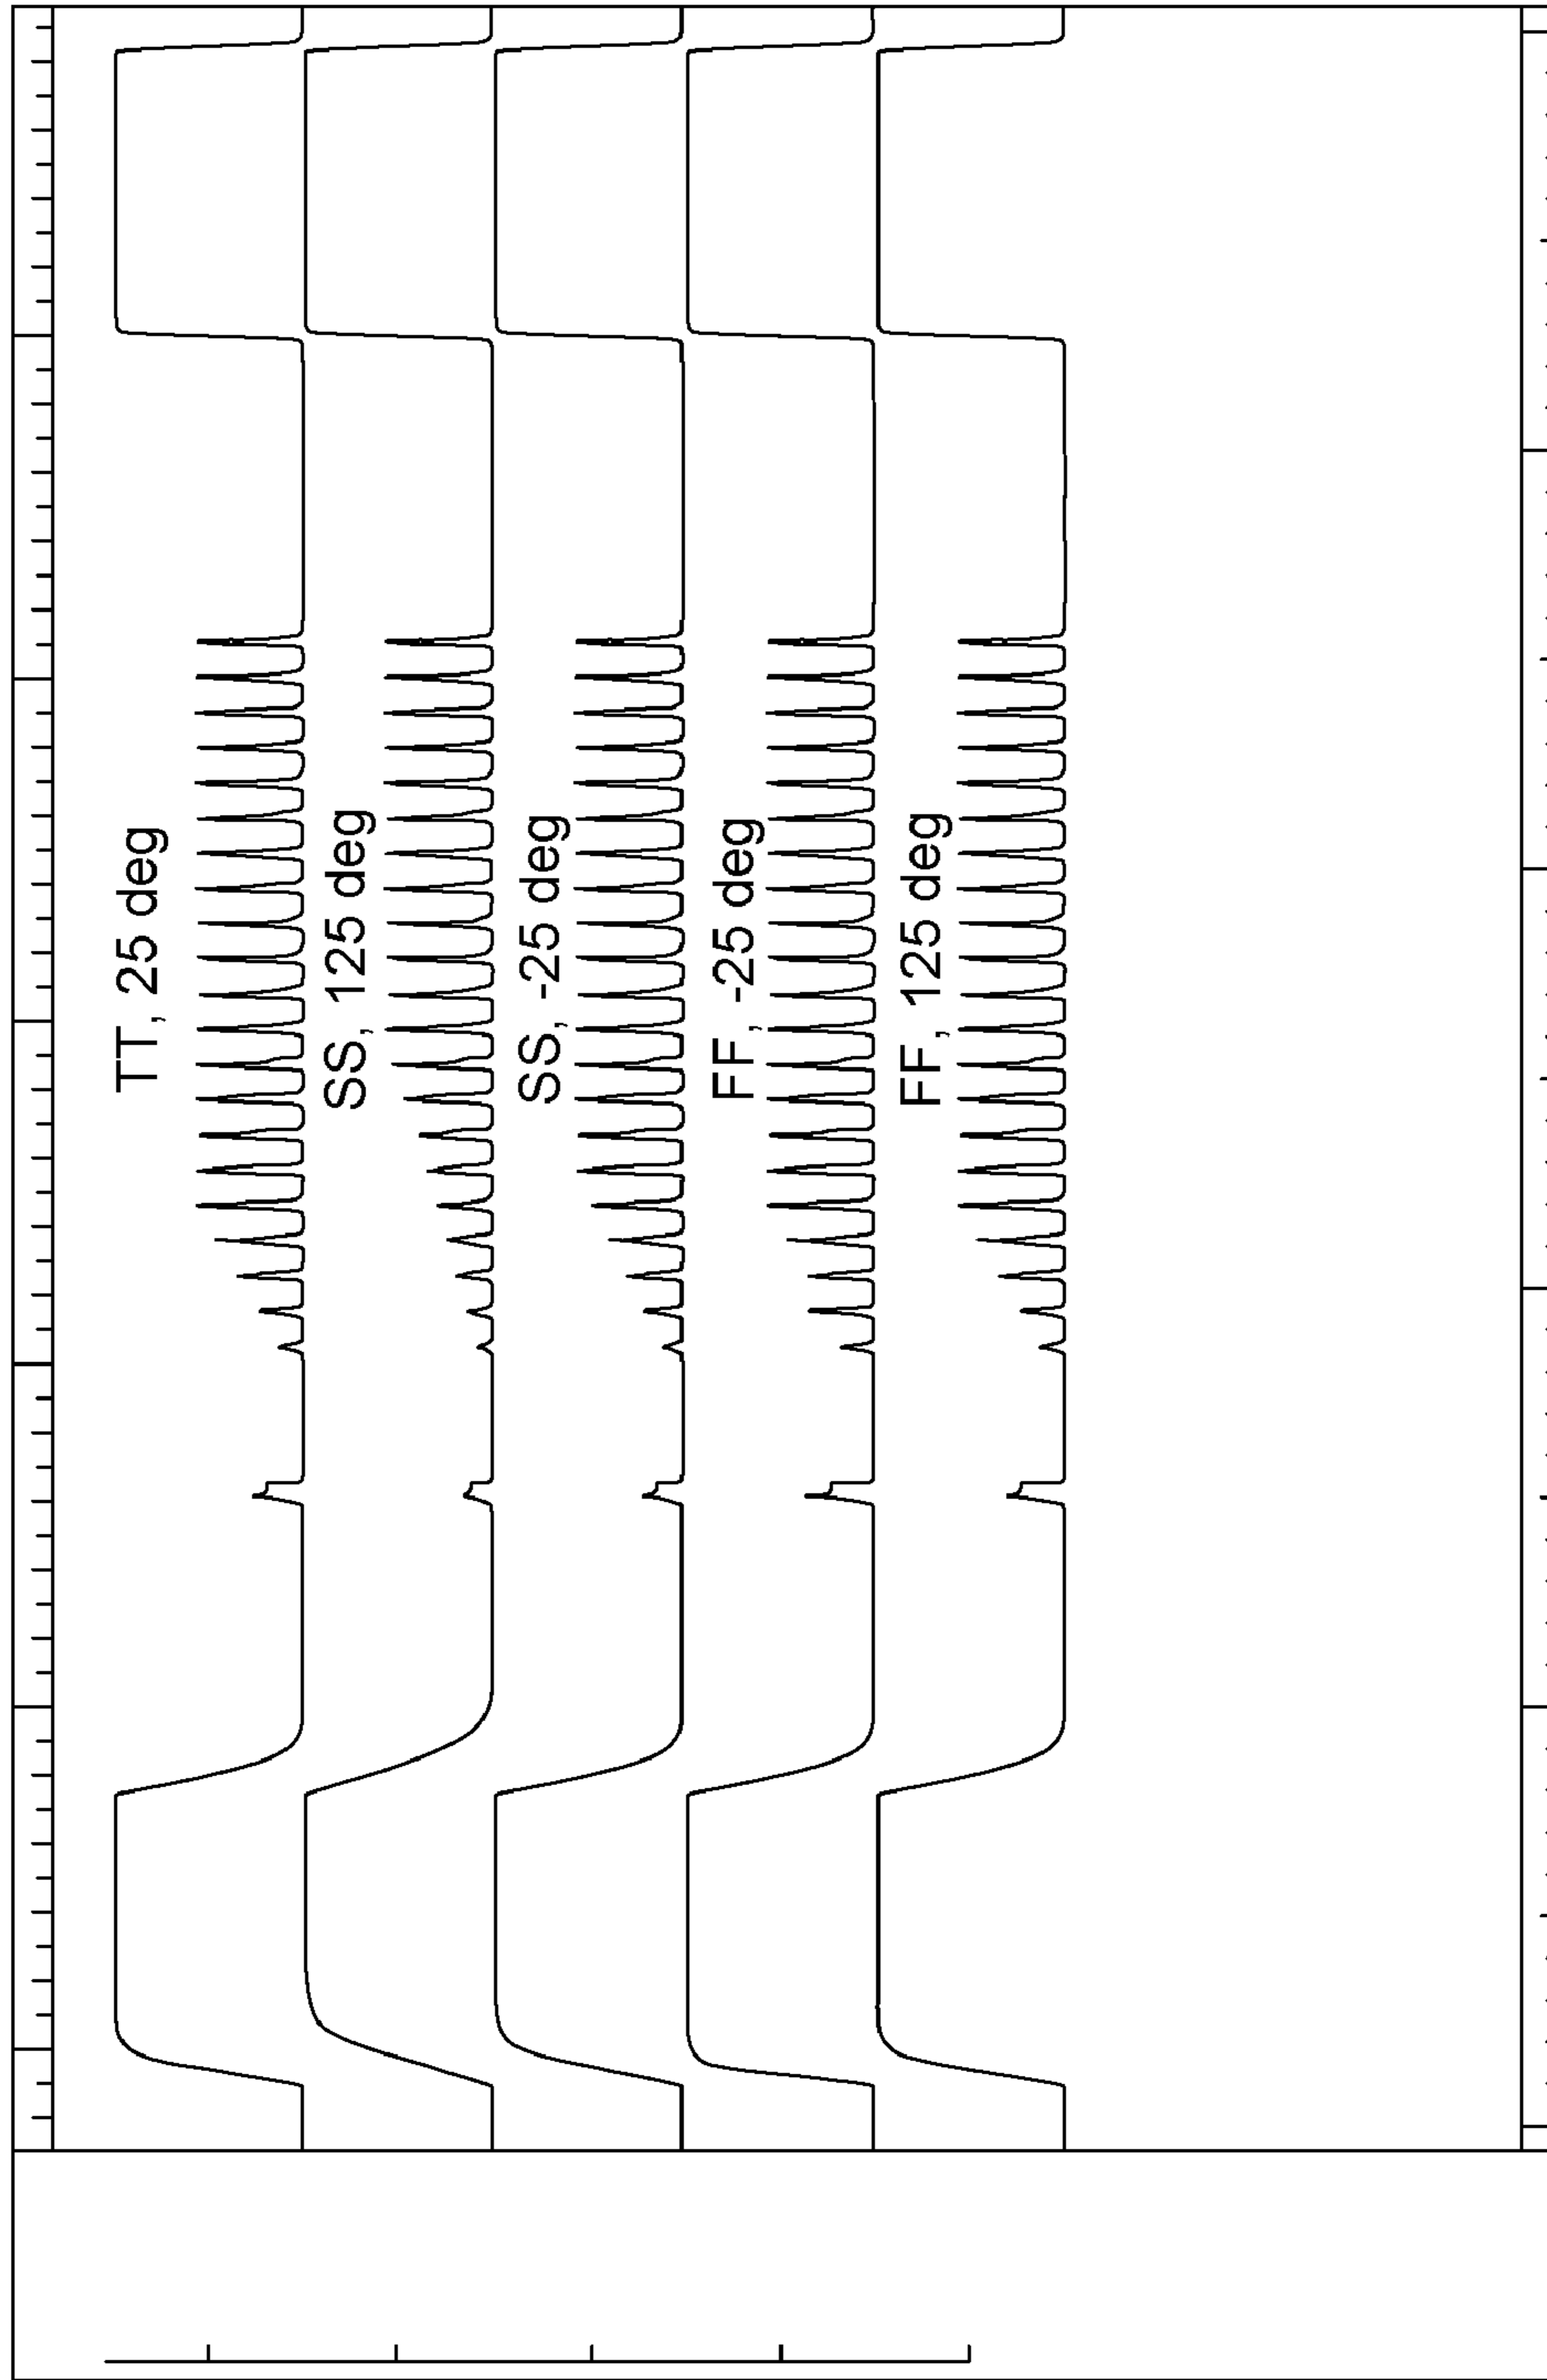 TT, 25 deg
SS, 125 deg
SS, -25 deg
FF, -25 deg
FF, 125 deg